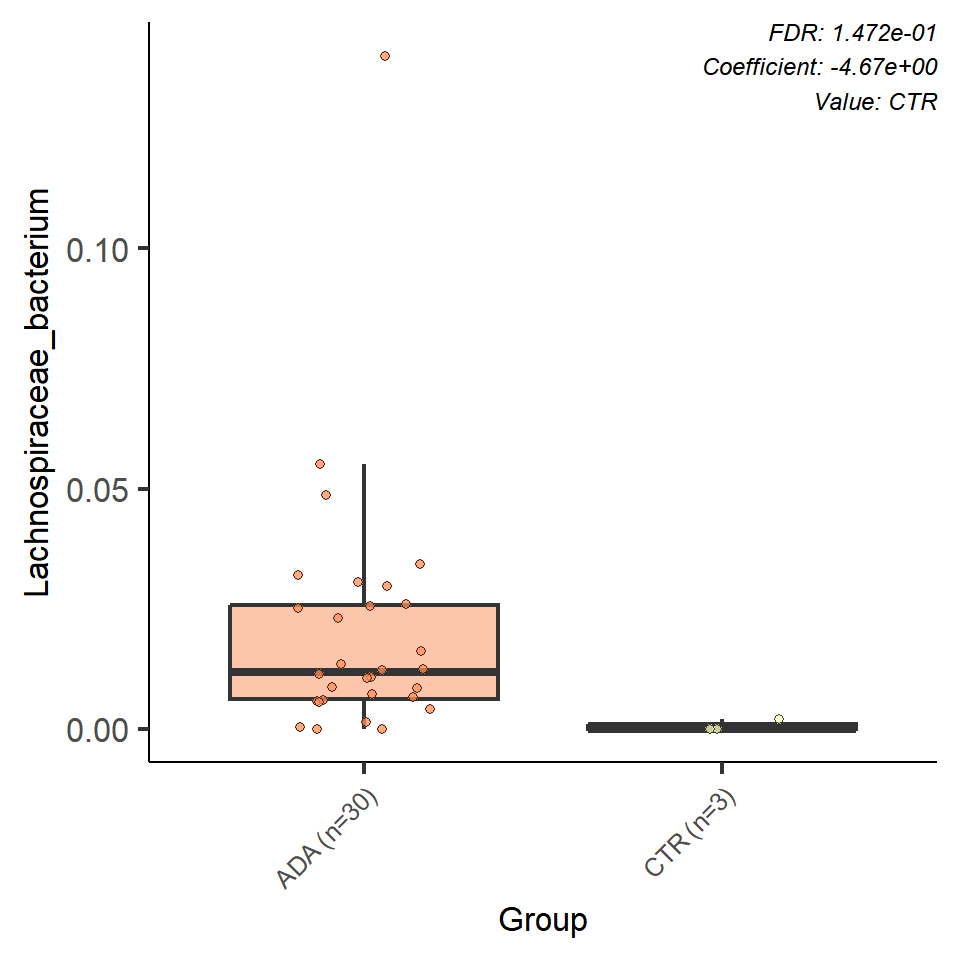 FDR: 1.472e-01
Coefficient: -4.67e+00
Value: CTR
Lachnospiraceae_bacterium
0.10
0.05
0.00
ADA (n=30)
CTR (n=3)
Group